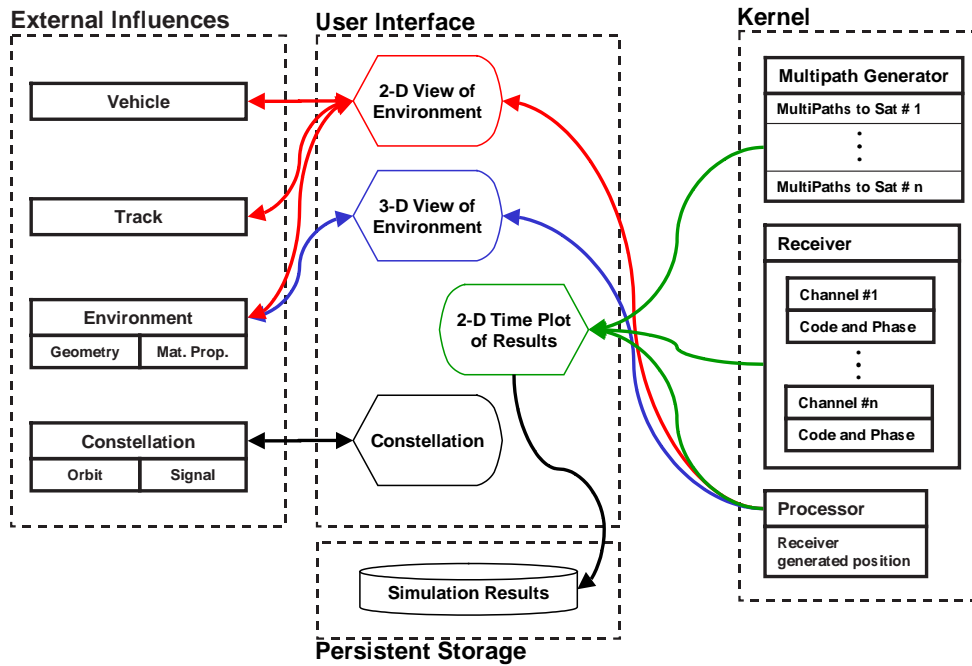 External Influences
Vehicle
Track
Environment
Geometry
Mat. Prop.
Constellation
Orbit
Signal
User Interface
2-D View of
Environment
3-D View of
Environment
2-D Time Plot
of Results
Constellation
Simulation Results
Persistent Storage
Kernel
Multipath Generator
MultiPaths to Sat # 1
MultiPaths to Sat # n
Receiver
Channel #1
Code and Phase
Channel #n
Code and Phase
Processor
Receiver
generated position